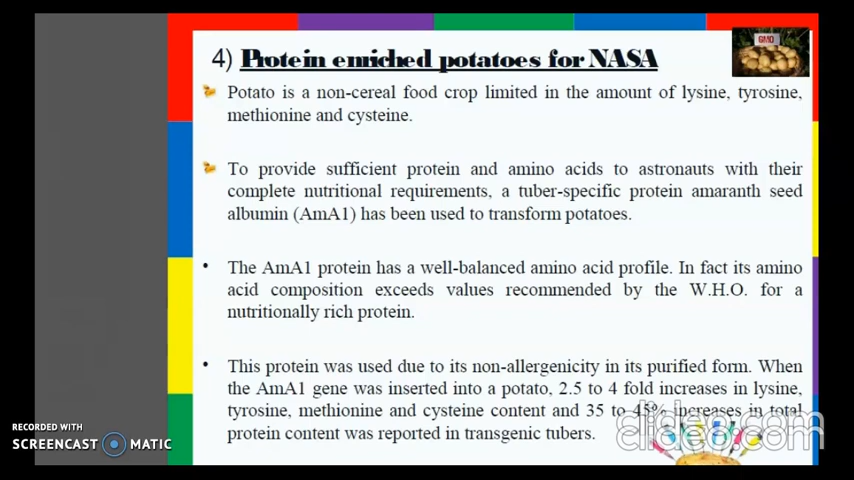 4) Protein enriched potatoes for NASA
GMO
Potato is a non-cereal food crop limited in the amount of lysine, tyrosine,
methionine and cysteine.
To provide sufficient protein and amino acids to astronauts with their
complete nutritional requirements, a tuber-specific protein amaranth seed
albumin (AmA1) has been used to transform potatoes.
• The AmA1 protein has a well-balanced amino acid profile. In fact its amino
acid composition exceeds values recommended by the W.H.O. for a
nutritionally rich protein.
• This protein was used due to its non-allergenicity in its purified form. When
the AmA1 gene was inserted into a potato, 2.5 to 4 fold increases in lysine,
tyrosine, methionine and cysteine content and 35 to 45% increases in total
protein content was reported in transgenic tubers.
RECORDED WITH
SCREENCAST MATIC
clideo.com
clideo.com